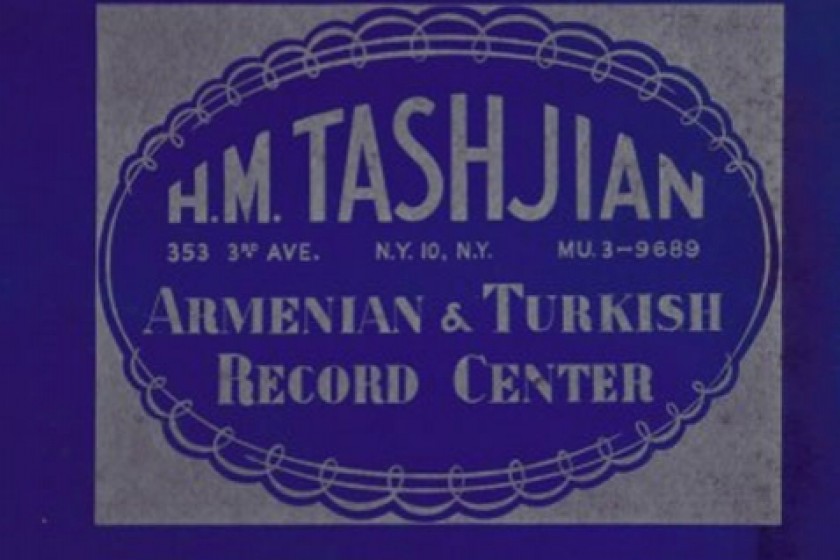 H.M. TASHJIAN
353 3RD AVE. N.Y. 10, N.Y. MU. 3-9689
ARMENIAN & TURKISH
RECORD CENTER